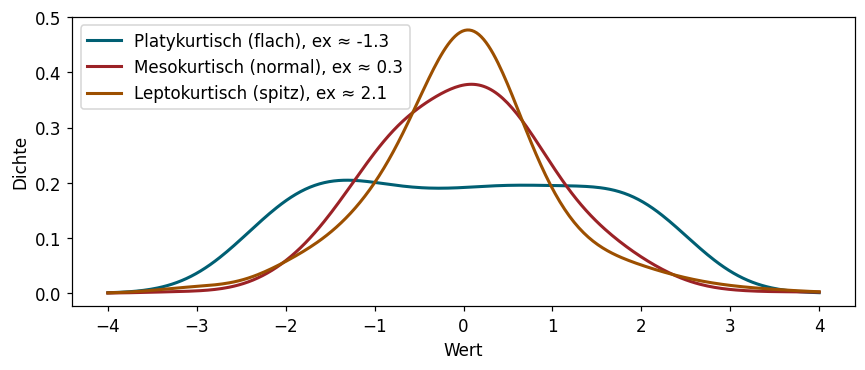 Platykurtisch (flach), ex ≈ -1.3
Mesokurtisch (normal), ex ≈ 0.3
Leptokurtisch (spitz), ex ≈ 2.1
Dichte
0.5
0.4
0.3
0.2
0.1
0.0
−4 −3 −2 −1 0 1 2 3 4
Wert